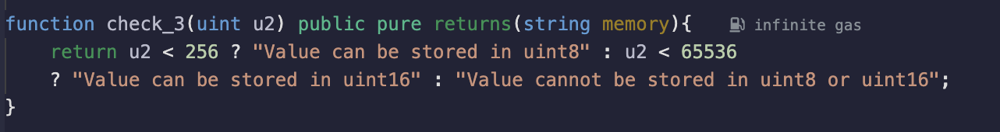 function check_3(uint u2) public pure returns(string memory){ infinite gas
return u2 < 256 ? "Value can be stored in uint8" : u2 < 65536
? "Value can be stored in uint16" : "Value cannot be stored in uint8 or uint16";
}